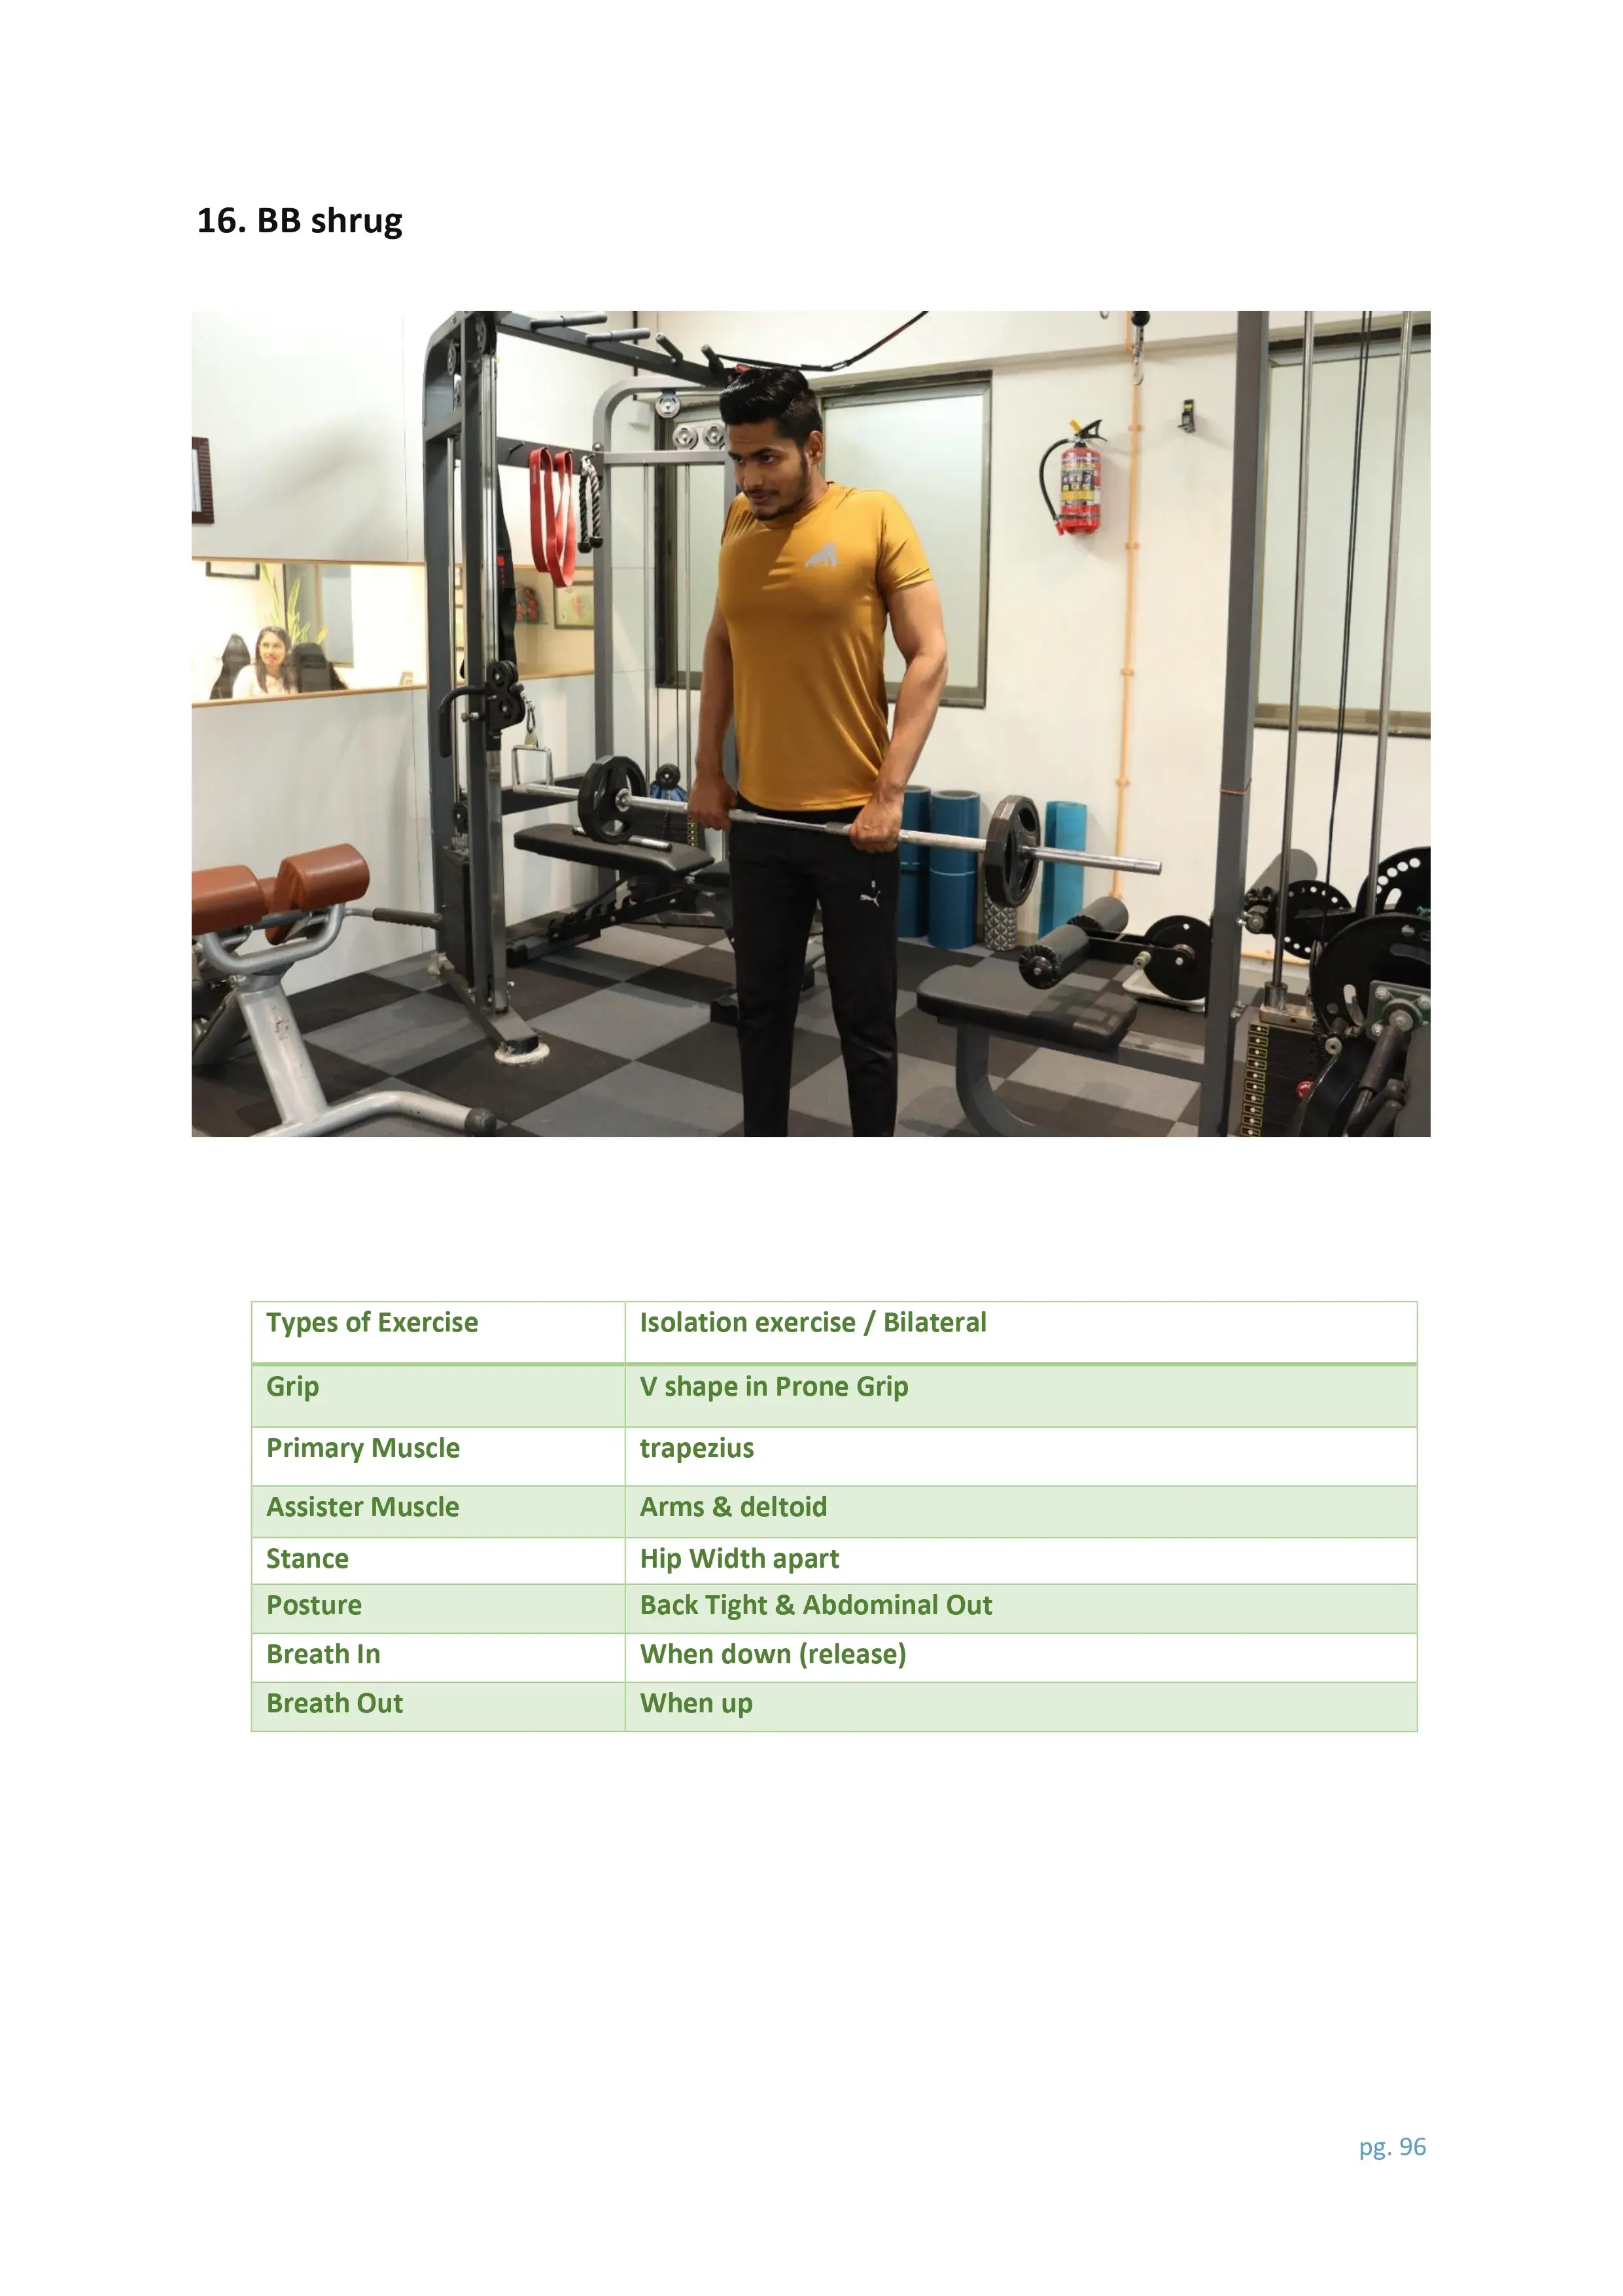 16. BB shrug
Types of Exercise Isolation exercise / Bilateral
Grip V shape in Prone Grip
Primary Muscle trapezius
Assister Muscle Arms & deltoid
Stance Hip Width apart
Posture Back Tight & Abdominal Out
Breath In When down (release)
Breath Out When up
pg. 96